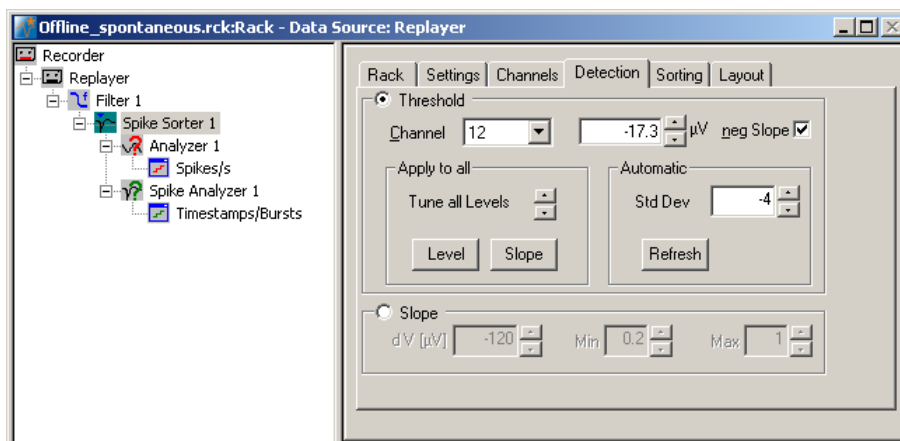 Offline_spontaneous.rck:Rack - Data Source: Replayer
Recorder
Replayer
Filter 1
Spike Sorter 1
Analyzer 1
Spikes/s
Spike Analyzer 1
Timestamps/Bursts
Rack Settings Channels Detection Sorting Layout
Threshold
Channel 12 -17.3 µV neg Slope
Apply to all
Tune all Levels
Level Slope
Automatic
Std Dev -4
Refresh
Slope
d V [µV] -120 Min 0.2 Max 1